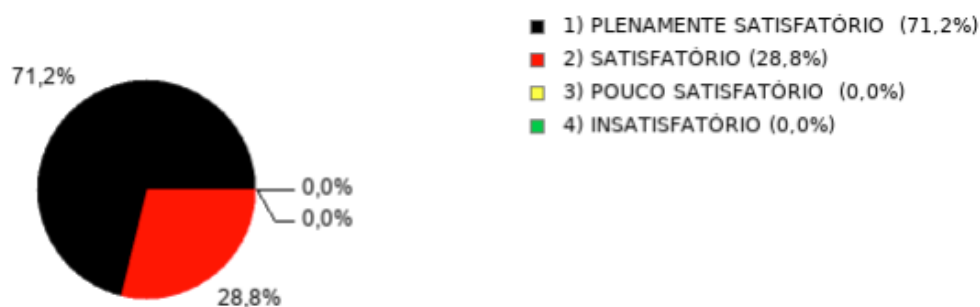 1) PLENAMENTE SATISFATÓRIO (71,2%)
2) SATISFATÓRIO (28,8%)
3) POUCO SATISFATÓRIO (0,0%)
4) INSATISFATÓRIO (0,0%)
71,2%
0,0%
0,0%
28,8%